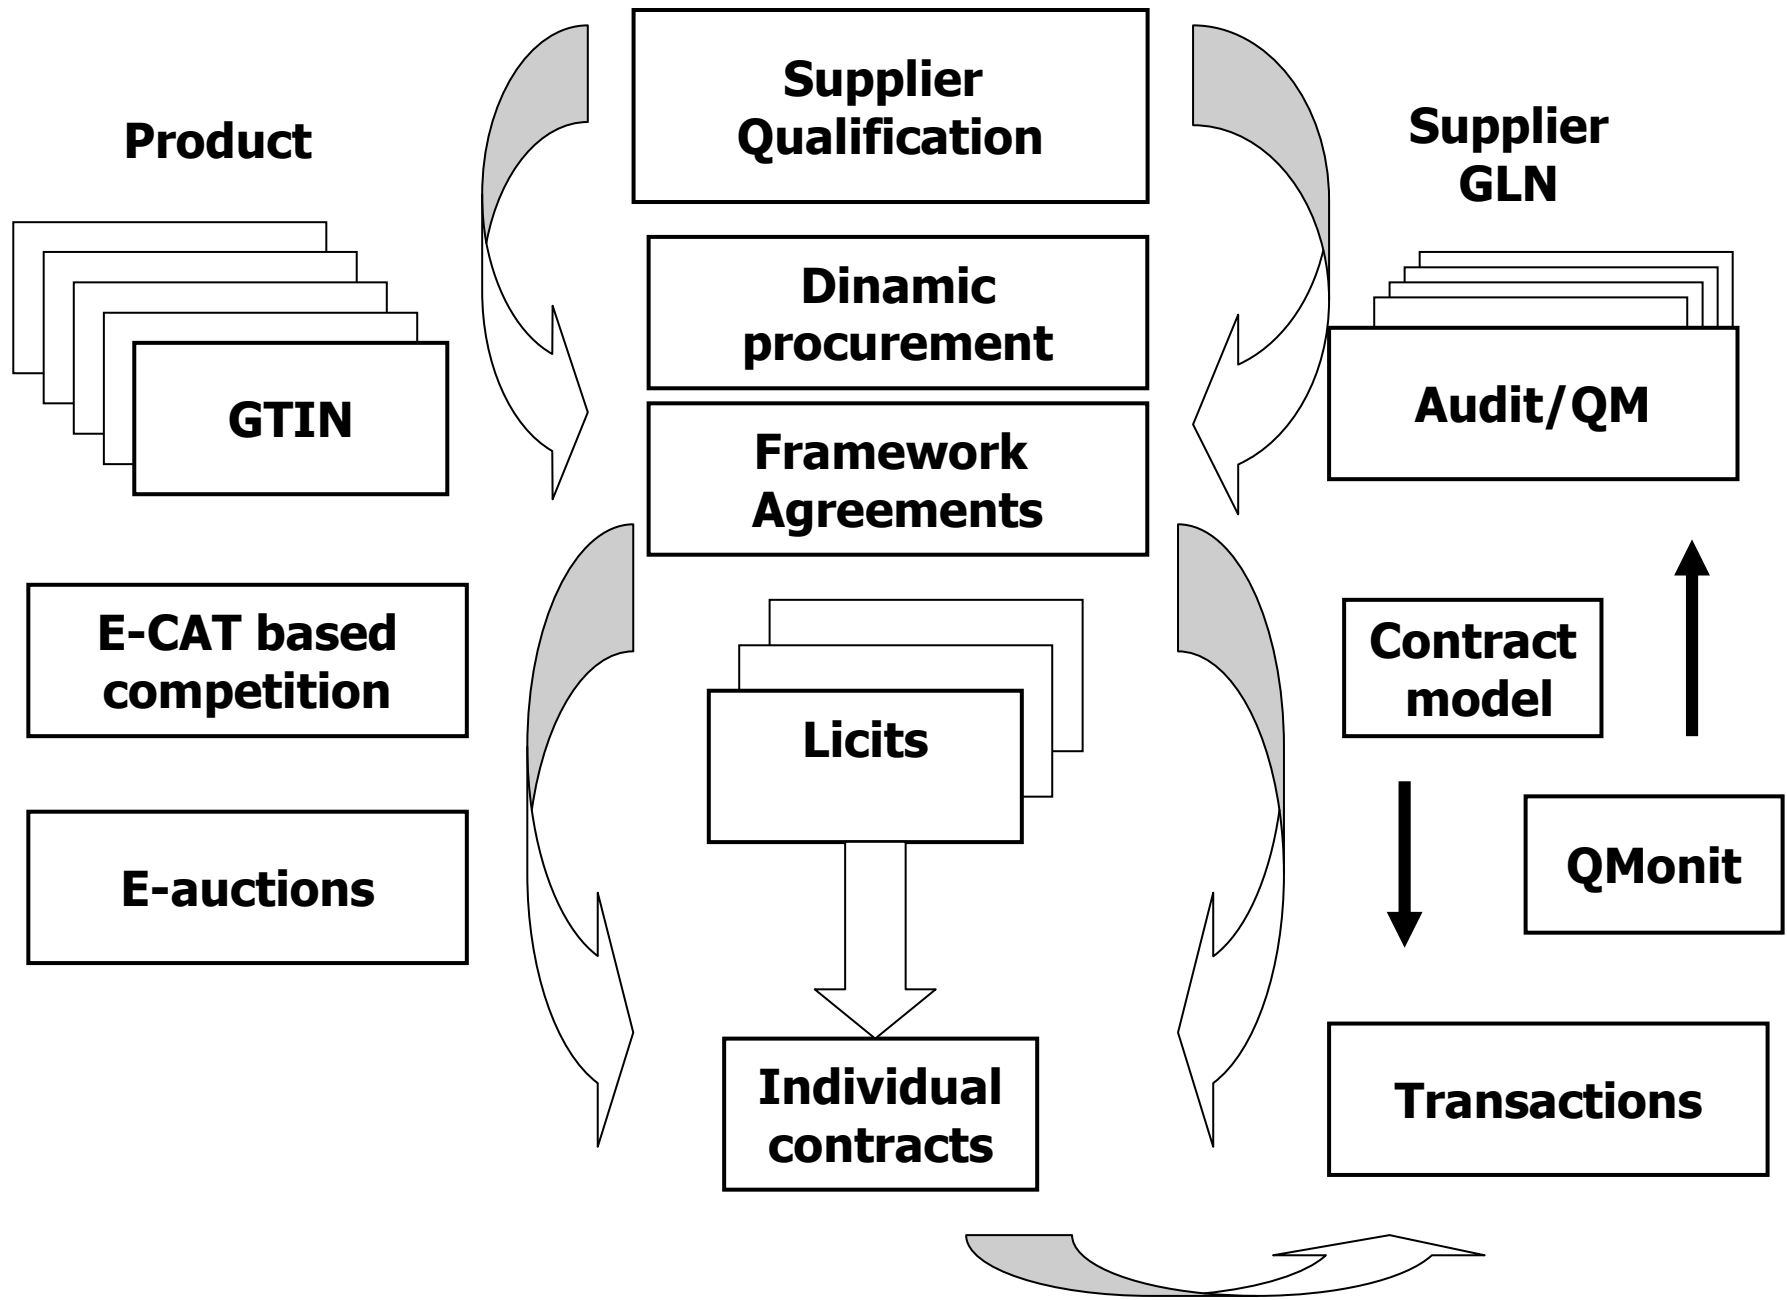 Supplier
Qualification
Product
Supplier
GLN
Dinamic
procurement
GTIN
Audit/QM
Framework
Agreements
E-CAT based
competition
Contract
model
Licits
E-auctions
QMonit
Individual
contracts
Transactions